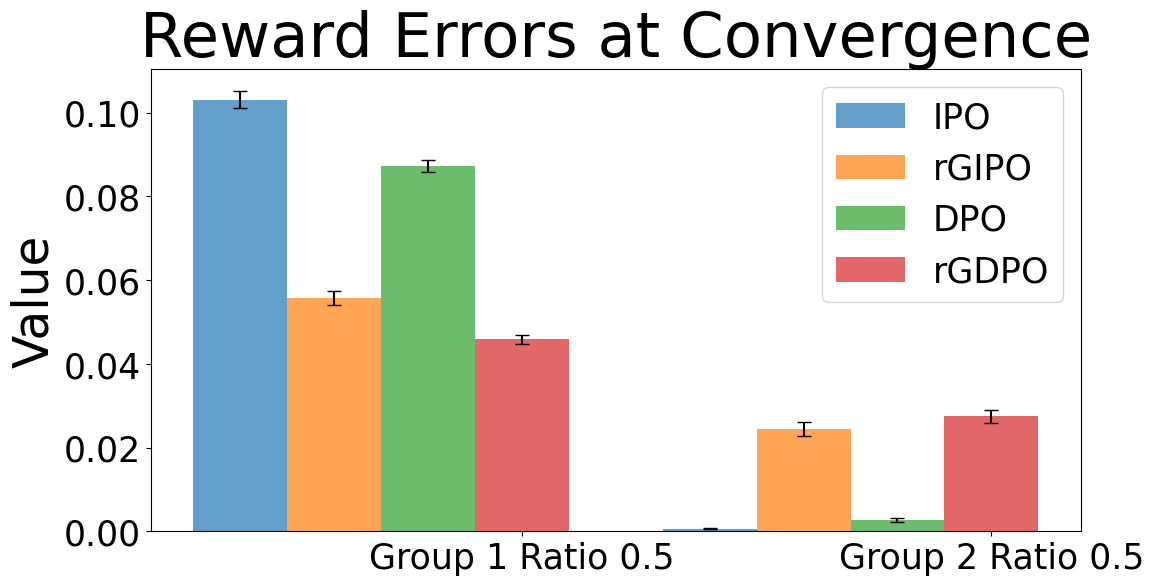 Reward Errors at Convergence
Value
0.10
0.08
0.06
0.04
0.02
0.00
IPO
rGIPO
DPO
rGDPO
Group 1 Ratio 0.5
Group 2 Ratio 0.5